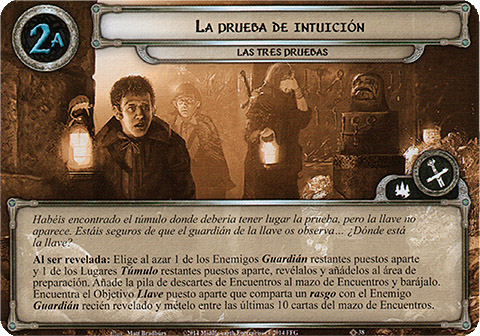 2A
LA PRUEBA DE INTUICIÓN
LAS TRES PRUEBAS
Habéis encontrado el túmulo donde debería tener lugar la prueba, pero la llave no
aparece. Estáis seguros de que el guardián de la llave os observa... ¿Dónde está
la llave?
Al ser revelada: Elige al azar 1 de los Enemigos Guardián restantes puestos aparte
y 1 de los Lugares Túmulo restantes puestos aparte, revélalos y añádelos al área de
preparación. Añade la pila de descartes de Encuentros al mazo de Encuentros y barájalo.
Encuentra el Objetivo Llave puesto aparte que comparta un rasgo con el Enemigo
Guardián recién revelado y mételo entre las últimas 10 cartas del mazo de Encuentros.
©2014 FFG
38